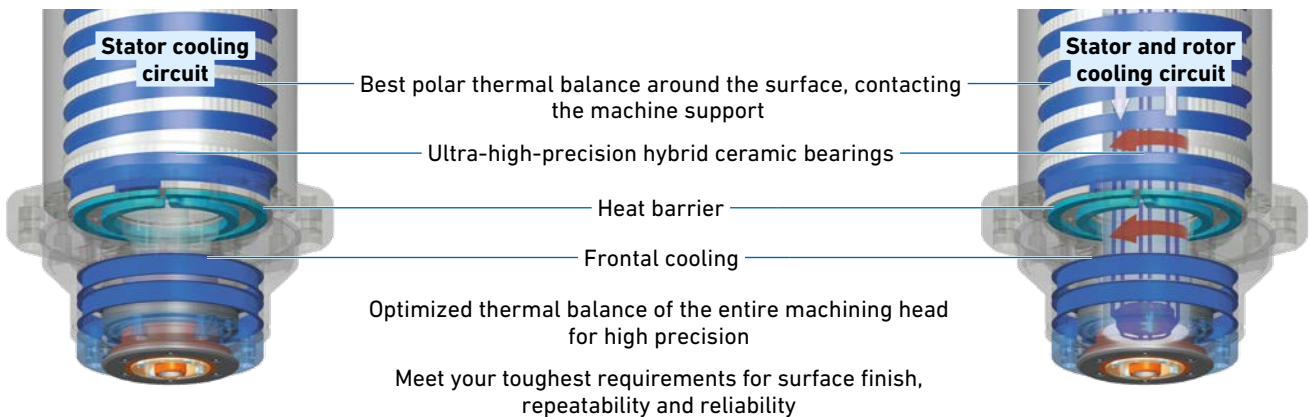 Stator cooling
circuit
Stator and rotor
cooling circuit
Best polar thermal balance around the surface, contacting
the machine support
Ultra-high-precision hybrid ceramic bearings
Heat barrier
Frontal cooling
Optimized thermal balance of the entire machining head
for high precision
Meet your toughest requirements for surface finish,
repeatability and reliability